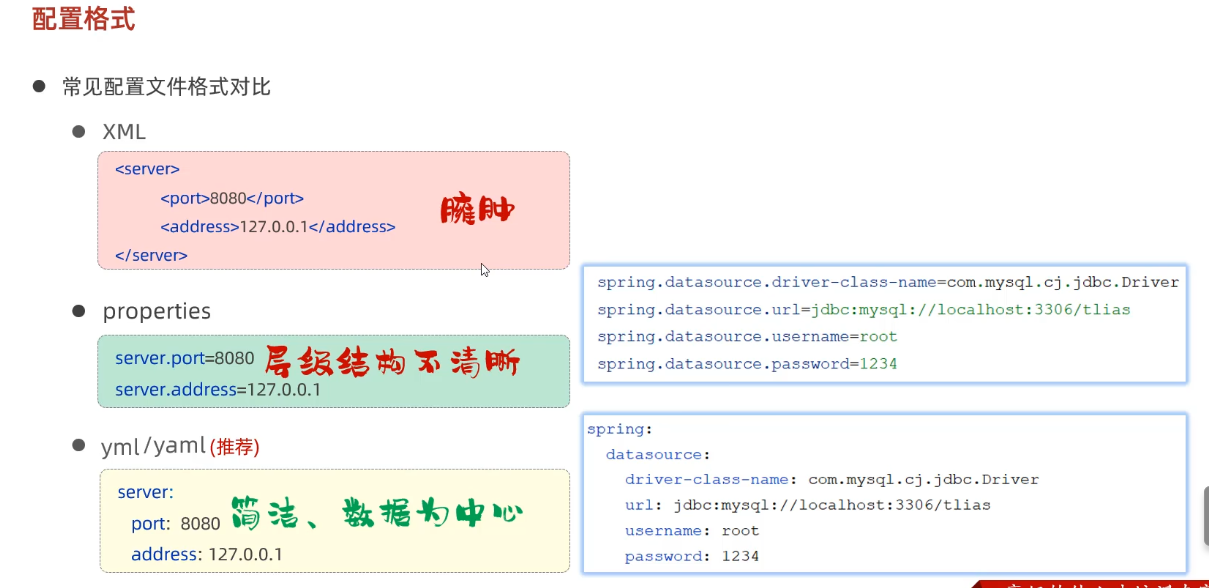 配置格式
常见配置文件格式对比
XML
<server>
<port>8080</port>
<address>127.0.0.1</address>
</server>
臃肿
properties
server.port=8080
server.address=127.0.0.1
层级结构不清晰
spring.datasource.driver-class-name=com.mysql.cj.jdbc.Driver
spring.datasource.url=jdbc:mysql://localhost:3306/tlias
spring.datasource.username=root
spring.datasource.password=1234
yml/yaml(推荐)
server:
port: 8080
address: 127.0.0.1
简洁、数据为中心
spring:
datasource:
driver-class-name: com.mysql.cj.jdbc.Driver
url: jdbc:mysql://localhost:3306/tlias
username: root
password: 1234